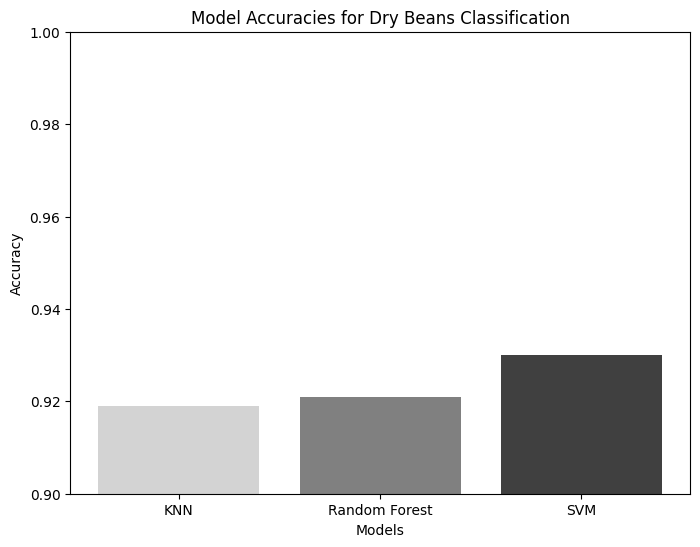 Model Accuracies for Dry Beans Classification
1.00
0.98
0.96
0.94
0.92
0.90
Accuracy
KNN
Random Forest
SVM
Models